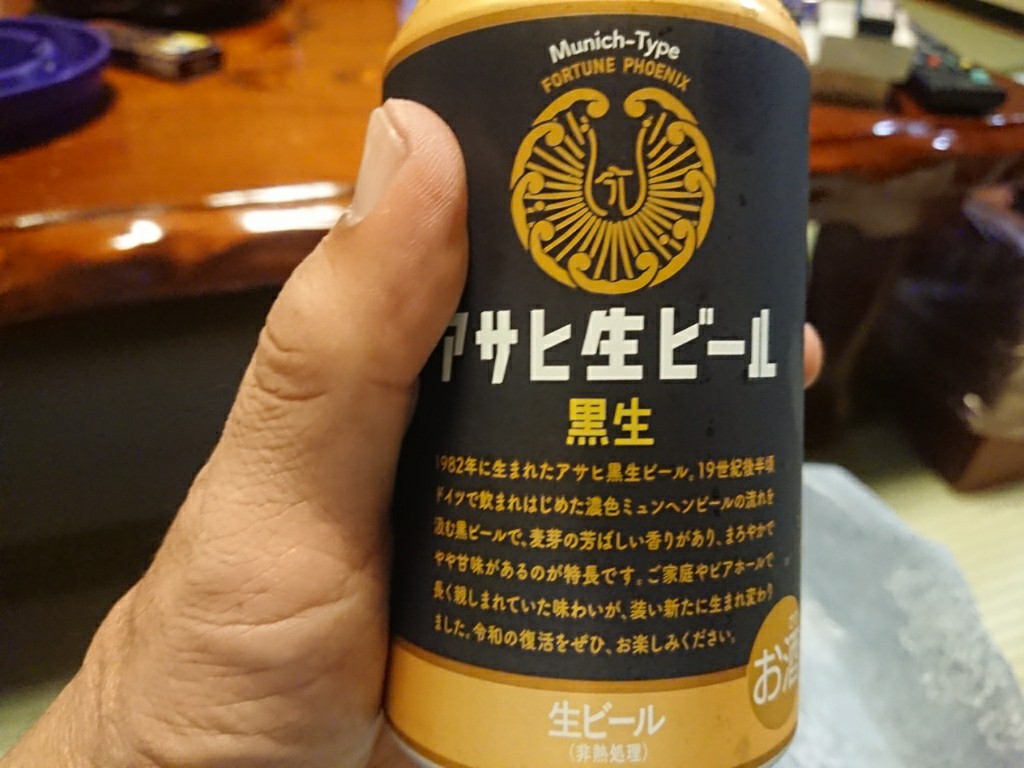 Munich-Type
FORTUNE PHOENIX
アサヒ生ビール
黒生
1982年に生まれたアサヒ黒生ビール。19世紀後半頃
ドイツで飲まれはじめた濃色ミュンヘンビールの流れを
汲む黒ビールで、麦芽の芳ばしい香りがあり、まろやかで
やや甘味があるのが特長です。ご家庭やビアホールで
長く親しまれていた味わいが、装い新たに生まれ変わり
ました。令和の復活をぜひ、お楽しみください。
お酒
生ビール
(非熱処理)